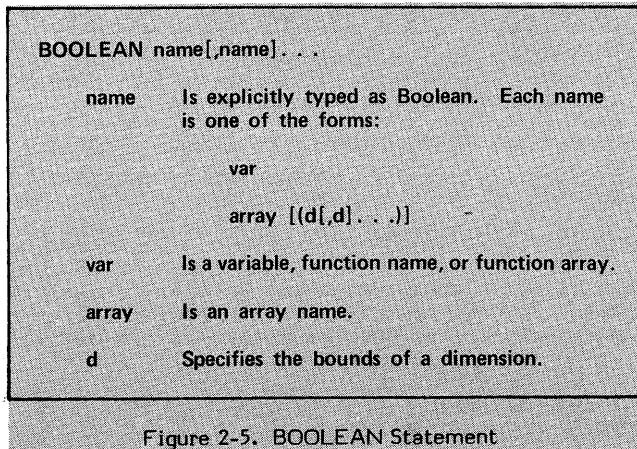 BOOLEAN name[,name] . . .
name Is explicitly typed as Boolean. Each name
is one of the forms:
var
array [(d[,d] . . .)]
var Is a variable, function name, or function array.
array Is an array name.
d Specifies the bounds of a dimension.
Figure 2-5. BOOLEAN Statement